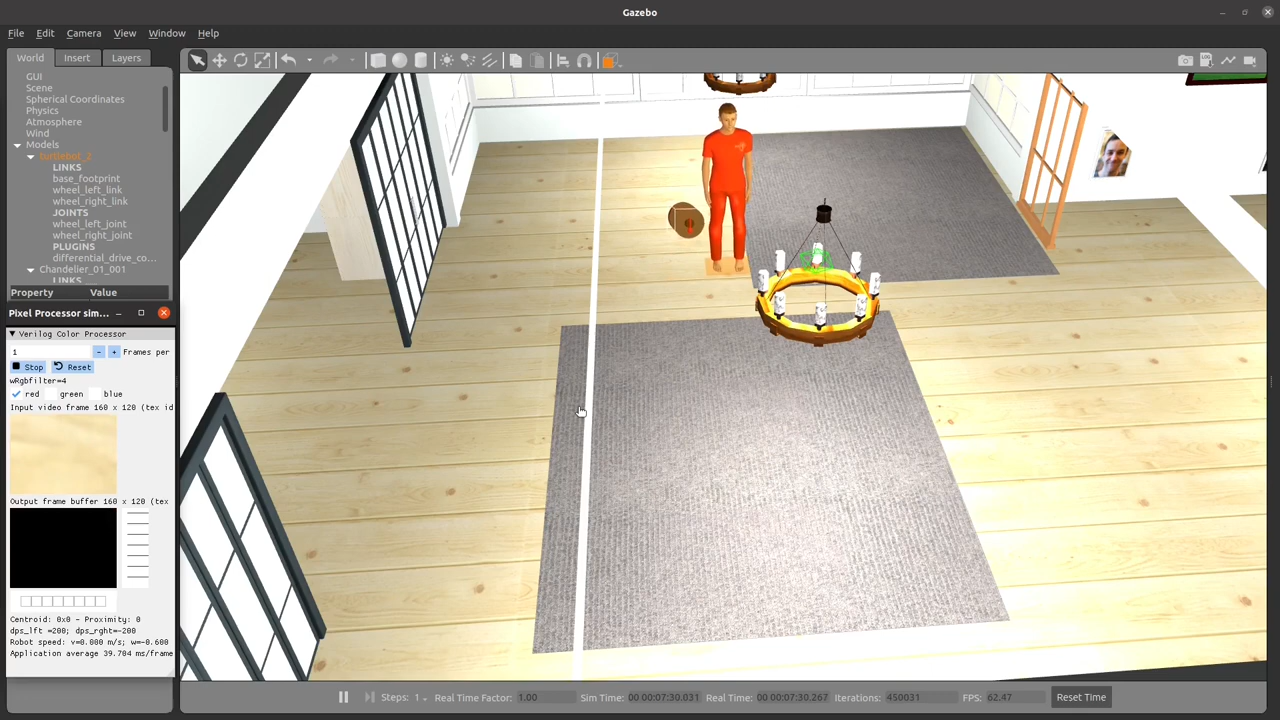 Gazebo
File Edit Camera View Window Help
World Insert Layers
GUI
Scene
Spherical Coordinates
Physics
Atmosphere
Wind
Models
turtlebot_2
LINKS
base_footprint
wheel_left_link
wheel_right_link
JOINTS
wheel_left_joint
wheel_right_joint
PLUGINS
differential_drive_co...
Chandelier_01_001
LINKS
Property Value
Pixel Processor sim...
Verilog Color Processor
1 - + Frames per
Stop Reset
wRgbfilter=4
red green blue
Input video frame 160 x 120 (tex id
Output frame buffer 160 x 120 (tex
Centroid: 0x0 - Proximity: 0
dps_lft =200; dps_rght=-200
Robot speed: v=0.000 m/s; w=-0.600
Application average 39.704 ms/frame
Steps: 1 Real Time Factor: 1.00 Sim Time: 00 00:07:30.031 Real Time: 00 00:07:30.267 Iterations: 450031 FPS: 62.47 Reset Time